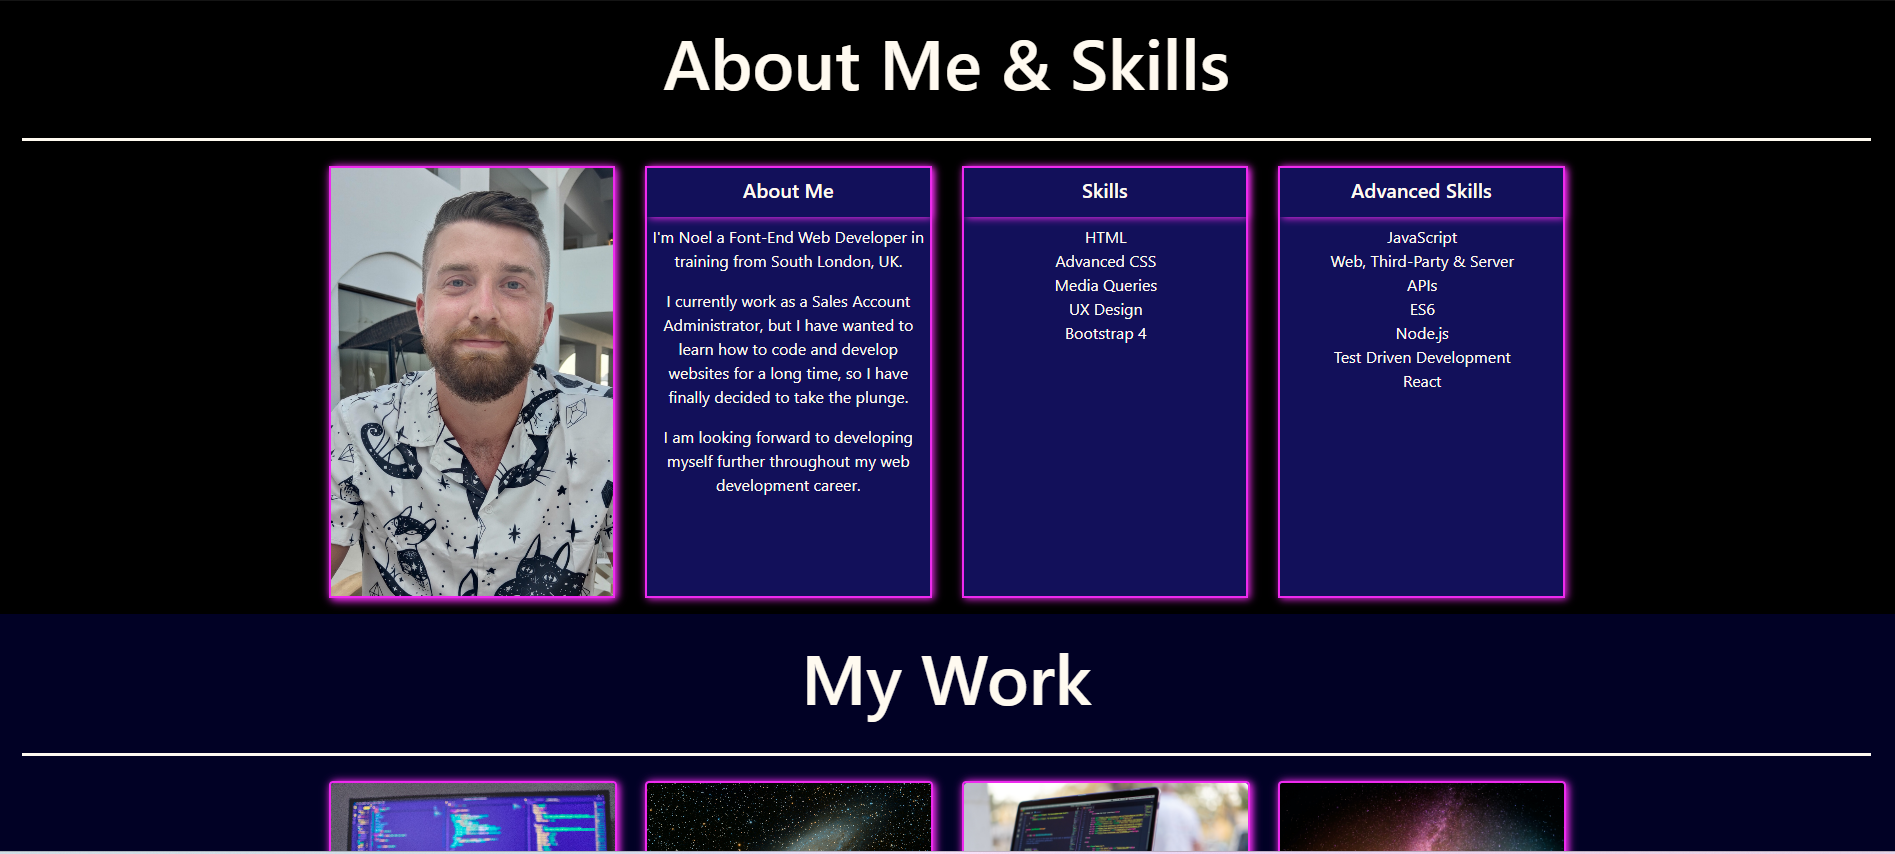 About Me & Skills
About Me
I'm Noel a Font-End Web Developer in
training from South London, UK.
I currently work as a Sales Account
Administrator, but I have wanted to
learn how to code and develop
websites for a long time, so I have
finally decided to take the plunge.
I am looking forward to developing
myself further throughout my web
development career.
Skills
HTML
Advanced CSS
Media Queries
UX Design
Bootstrap 4
Advanced Skills
JavaScript
Web, Third-Party & Server
APIs
ES6
Node.js
Test Driven Development
React
My Work